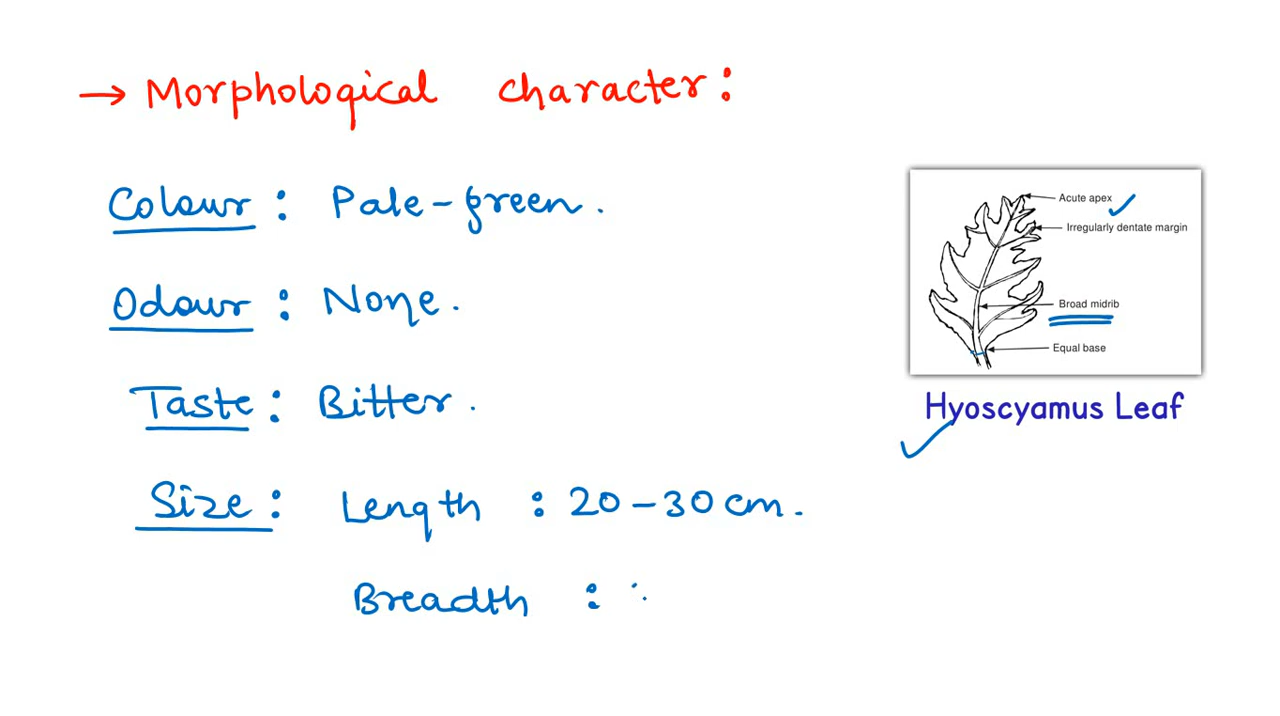 → Morphological character:
Colour : Pale-green.
Odour : None.
Taste : Bitter.
Size : Length : 20-30 cm.
Breadth :
Acute apex
Irregularly dentate margin
Broad midrib
Equal base
Hyoscyamus Leaf